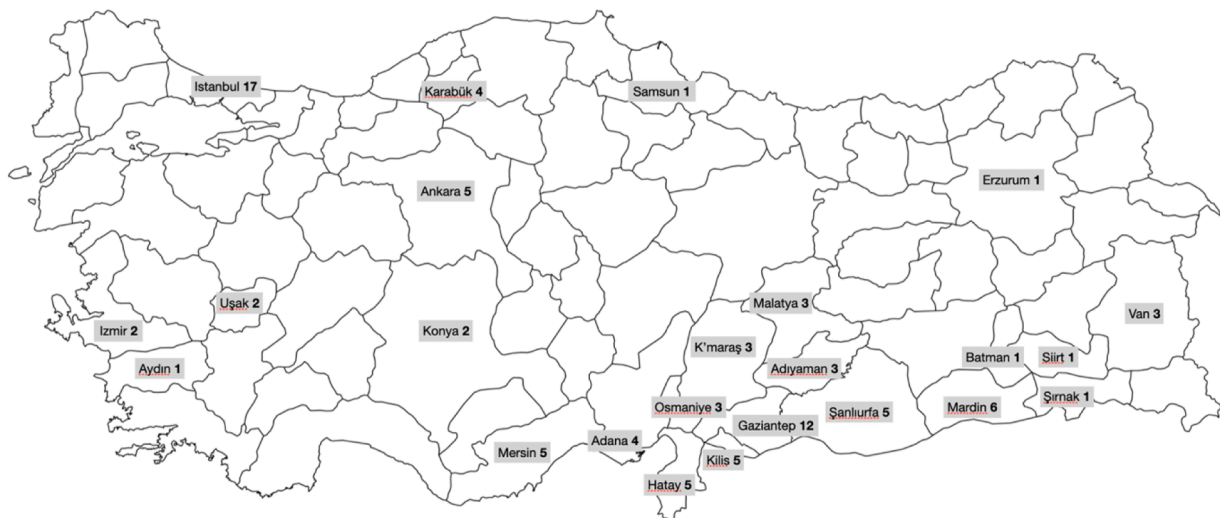 Istanbul 17
Karabük 4
Samsun 1
Erzurum 1
Ankara 5
Uşak 2
Malatya 3
Izmir 2
Konya 2
Van 3
K'maraş 3
Batman 1
Siirt 1
Aydın 1
Adıyaman 3
Şırnak 1
Osmaniye 3
Şanlıurfa 5
Mardin 6
Gaziantep 12
Adana 4
Mersin 5
Kilis 5
Hatay 5